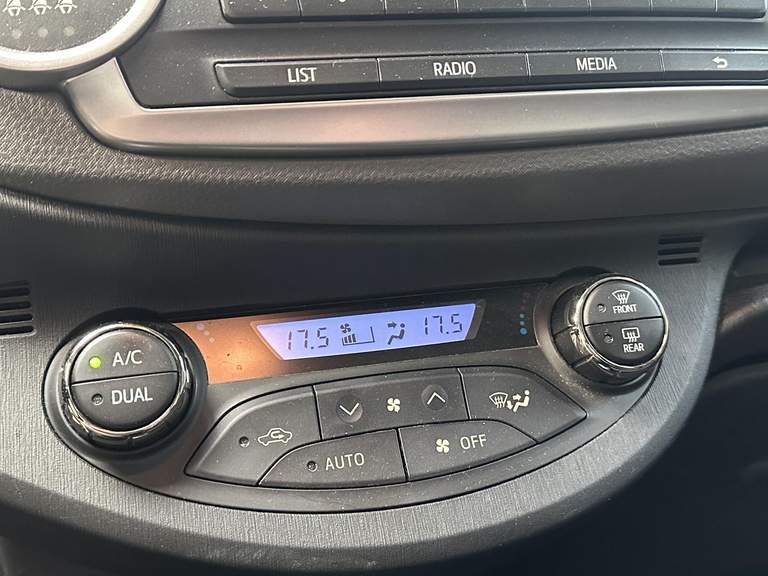 LIST RADIO MEDIA
17.5 17.5
FRONT
REAR
A/C
DUAL
AUTO
OFF